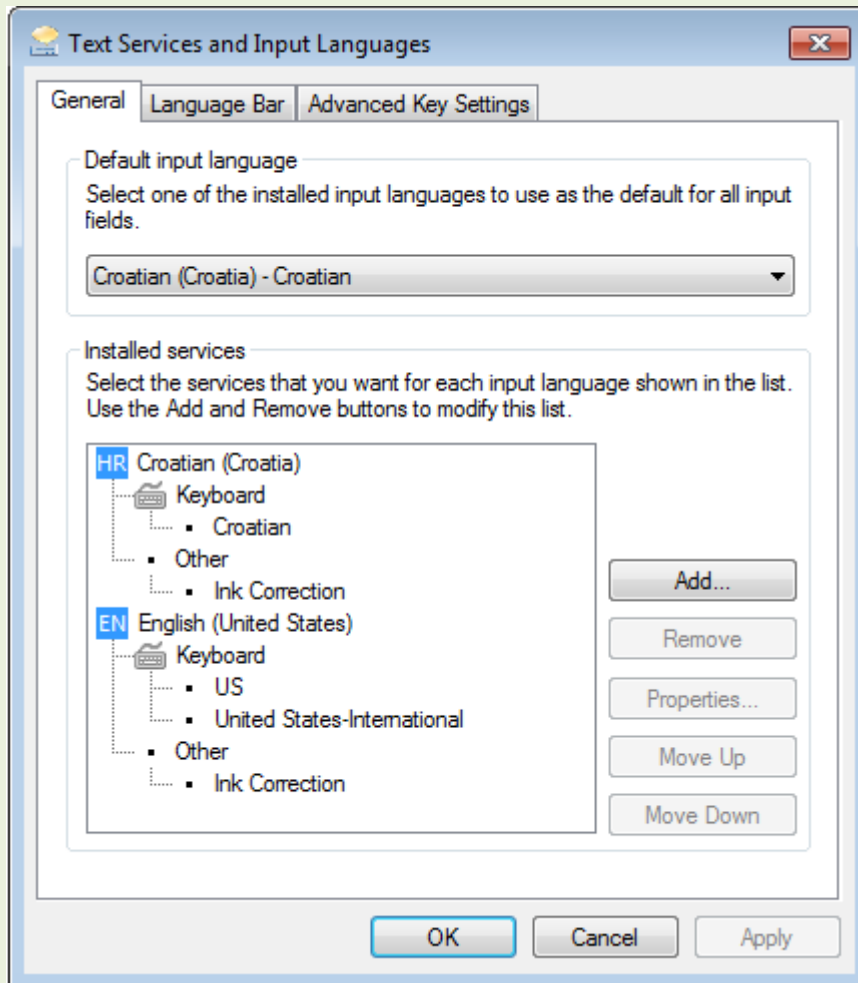 Text Services and Input Languages
General
Language Bar
Advanced Key Settings
Default input language
Select one of the installed input languages to use as the default for all input
fields.
Croatian (Croatia) - Croatian
Installed services
Select the services that you want for each input language shown in the list.
Use the Add and Remove buttons to modify this list.
HR Croatian (Croatia)
Keyboard
Croatian
Other
Ink Correction
EN English (United States)
Keyboard
US
United States-International
Other
Ink Correction
Add...
Remove
Properties...
Move Up
Move Down
OK
Cancel
Apply